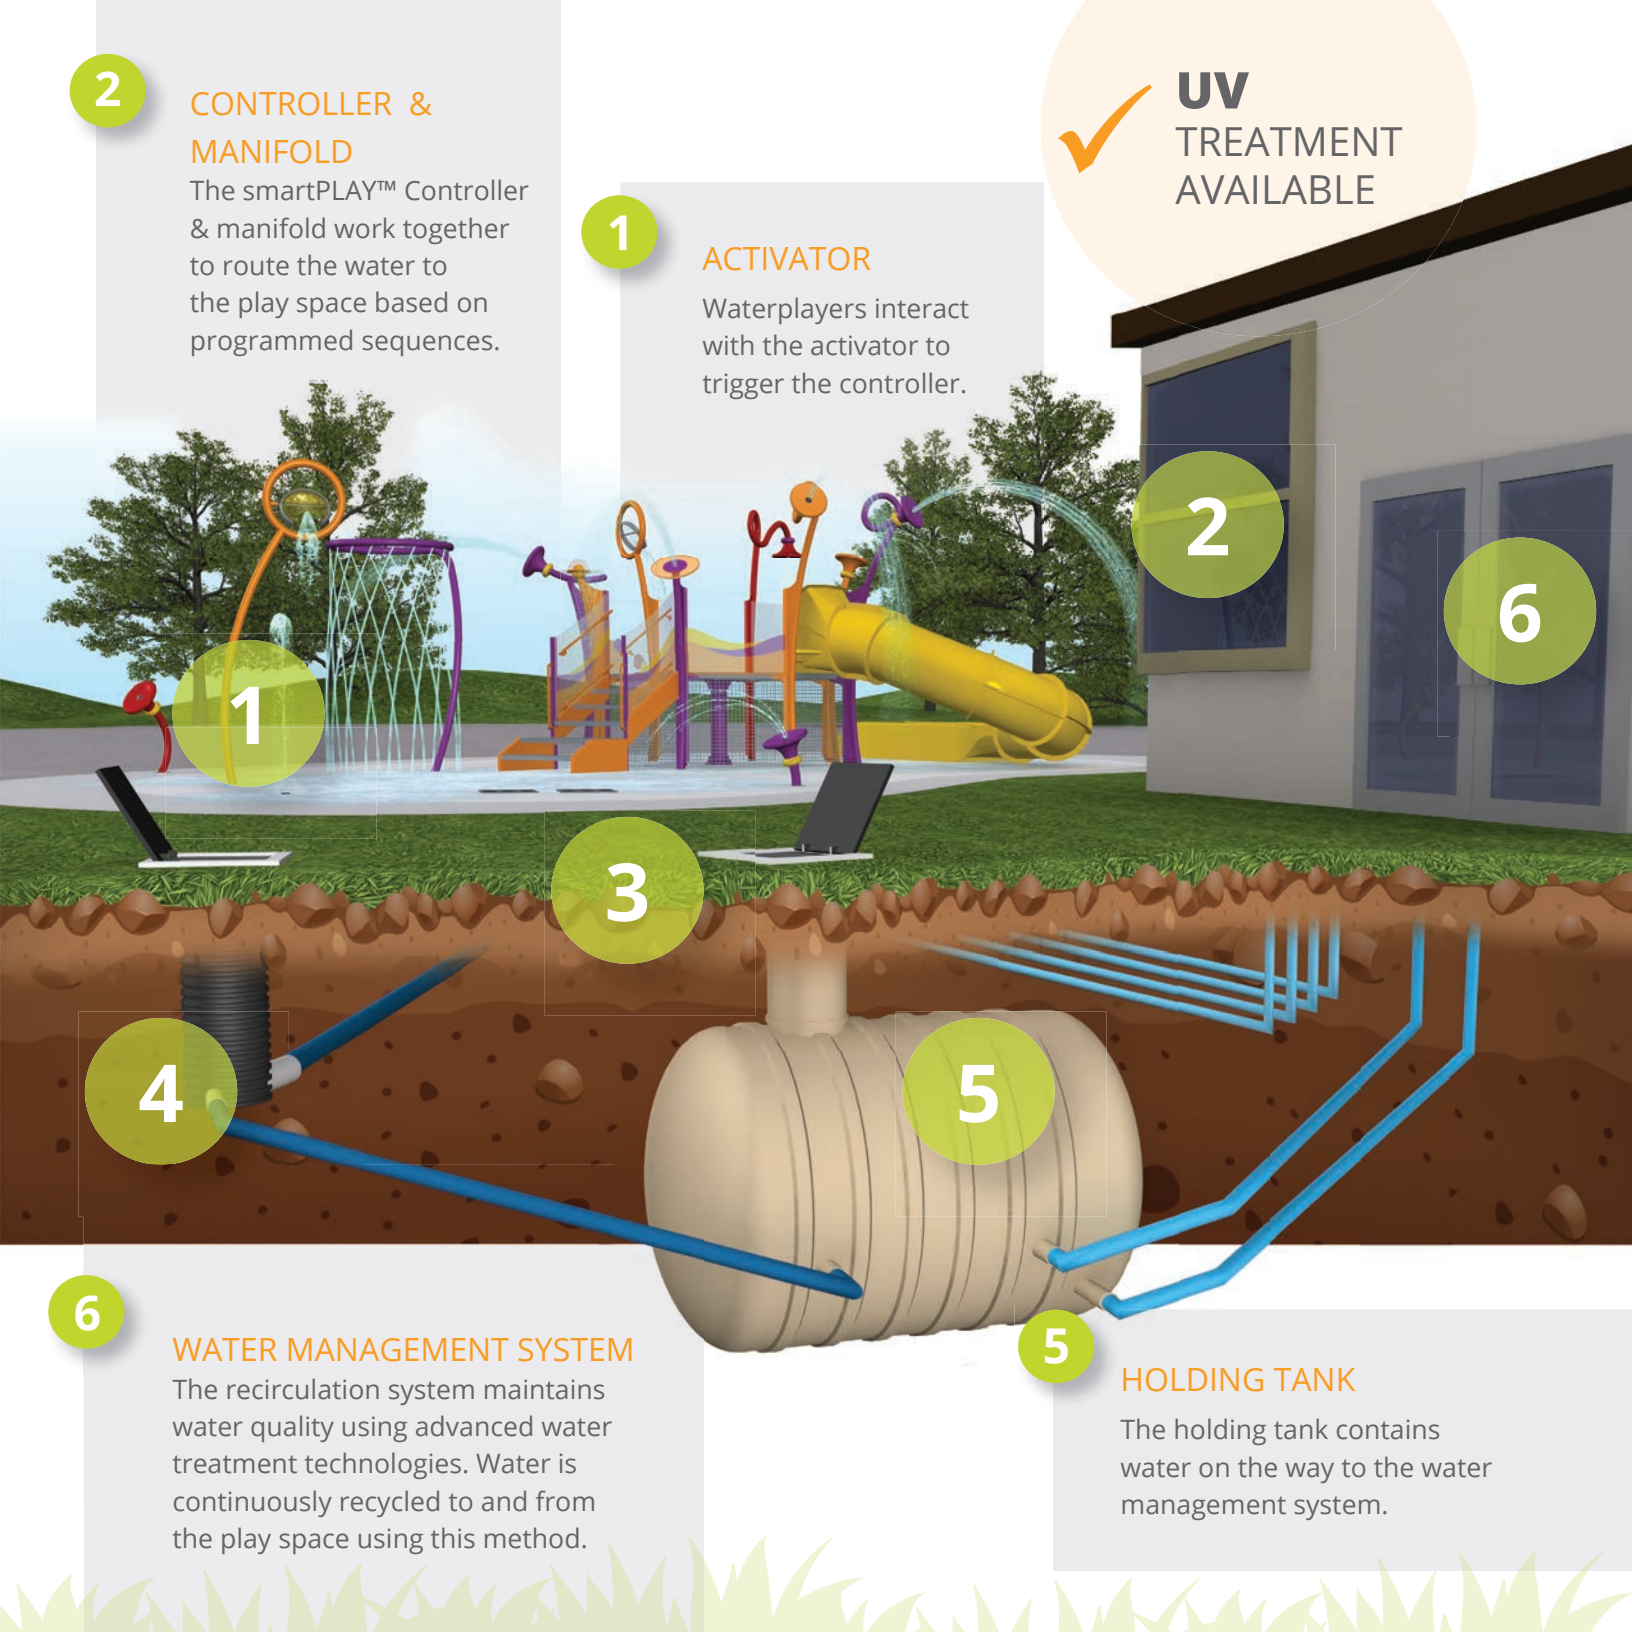 2
CONTROLLER &
MANIFOLD
The smartPLAY™ Controller
& manifold work together
to route the water to
the play space based on
programmed sequences.
1
ACTIVATOR
Waterplayers interact
with the activator to
trigger the controller.
UV
TREATMENT
AVAILABLE
2
6
1
3
4
5
6
WATER MANAGEMENT SYSTEM
The recirculation system maintains
water quality using advanced water
treatment technologies. Water is
continuously recycled to and from
the play space using this method.
5
HOLDING TANK
The holding tank contains
water on the way to the water
management system.